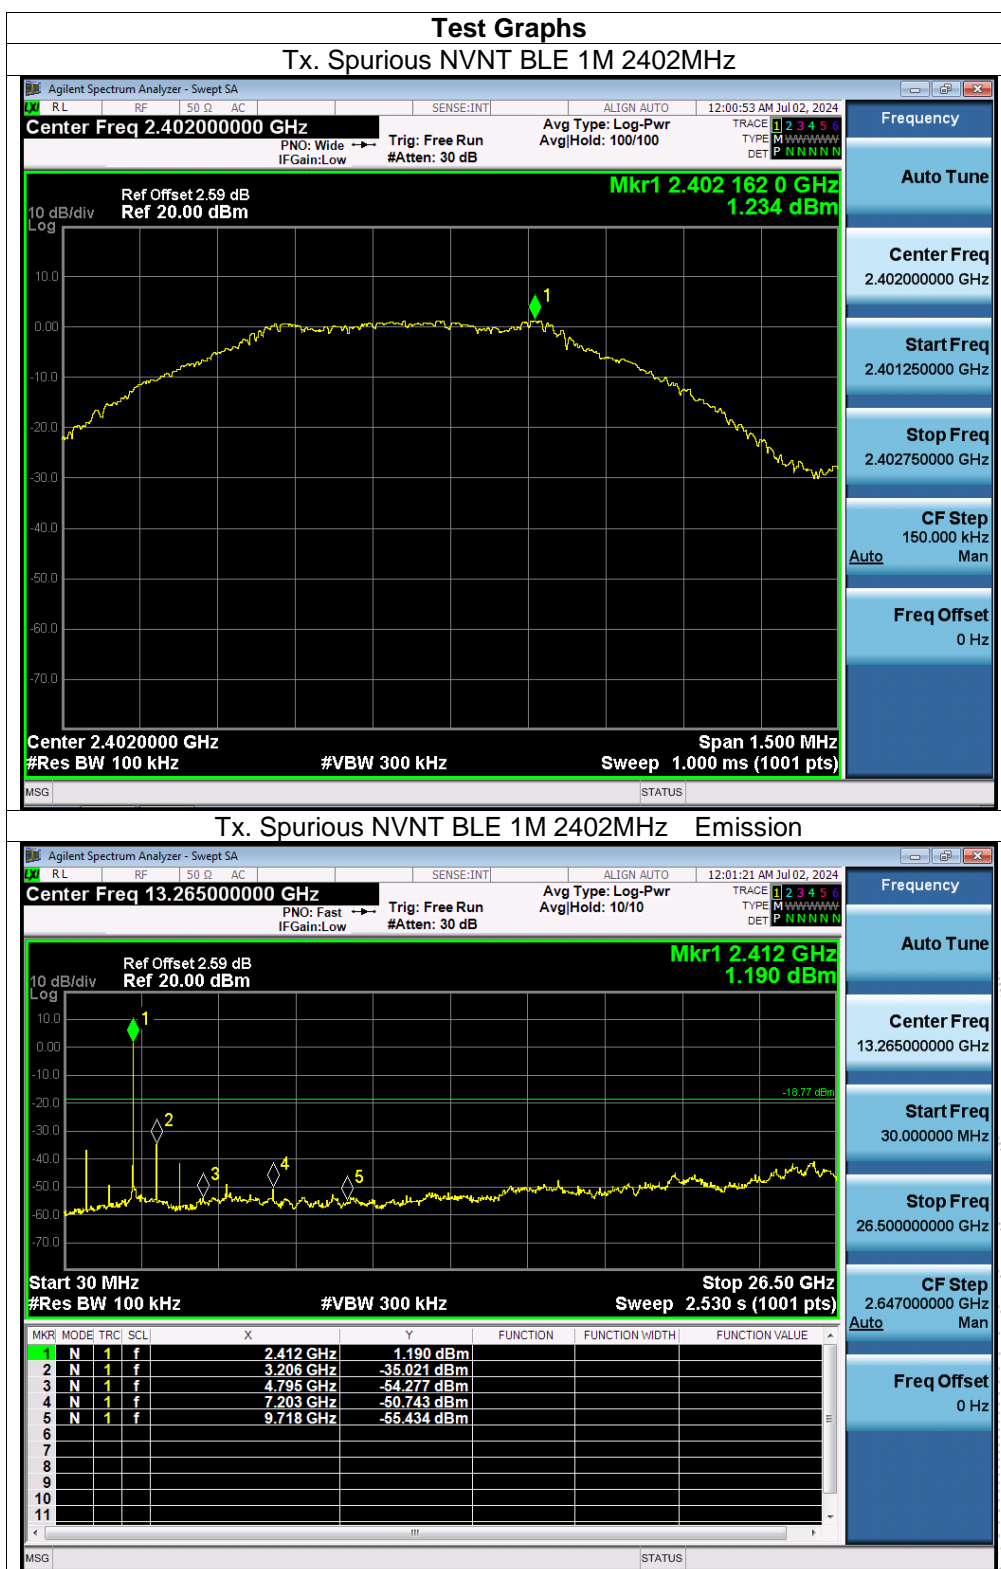 Test Graphs
Tx. Spurious NVNT BLE 1M 2402MHz
Agilent Spectrum Analyzer - Swept SA
LXI RL RF 50 Ω AC SENSE:INT ALIGN AUTO 12:00:53 AM Jul 02, 2024
Center Freq 2.402000000 GHz
PNO: Wide
IFGain:Low
Trig: Free Run
#Atten: 30 dB
Avg Type: Log-Pwr
Avg|Hold: 100/100
TRACE 1 2 3 4 5 6
TYPE M WWWWW
DET P N N N N N
Frequency
Auto Tune
Center Freq
2.402000000 GHz
Start Freq
2.401250000 GHz
Stop Freq
2.402750000 GHz
CF Step
150.000 kHz
Auto Man
Freq Offset
0 Hz
Ref Offset 2.59 dB
10 dB/div Ref 20.00 dBm
Log
Mkr1 2.402 162 0 GHz
1.234 dBm
10.0
0.00
-10.0
-20.0
-30.0
-40.0
-50.0
-60.0
-70.0
1
Center 2.4020000 GHz Span 1.500 MHz
#Res BW 100 kHz #VBW 300 kHz Sweep 1.000 ms (1001 pts)
MSG STATUS
Tx. Spurious NVNT BLE 1M 2402MHz Emission
Agilent Spectrum Analyzer - Swept SA
LXI RL RF 50 Ω AC SENSE:INT ALIGN AUTO 12:01:21 AM Jul 02, 2024
Center Freq 13.265000000 GHz
PNO: Fast
IFGain:Low
Trig: Free Run
#Atten: 30 dB
Avg Type: Log-Pwr
Avg|Hold: 10/10
TRACE 1 2 3 4 5 6
TYPE M WWWWW
DET P N N N N N
Frequency
Auto Tune
Center Freq
13.265000000 GHz
Start Freq
30.000000 MHz
Stop Freq
26.500000000 GHz
CF Step
2.647000000 GHz
Auto Man
Freq Offset
0 Hz
Ref Offset 2.59 dB
10 dB/div Ref 20.00 dBm
Log
Mkr1 2.412 GHz
1.190 dBm
10.0
0.00
-10.0
-20.0
-30.0
-40.0
-50.0
-60.0
-70.0
-18.77 dBm
1
2
3
4
5
Start 30 MHz Stop 26.50 GHz
#Res BW 100 kHz #VBW 300 kHz Sweep 2.530 s (1001 pts)
MKR MODE TRC SCL X Y FUNCTION FUNCTION WIDTH FUNCTION VALUE
1 N 1 f 2.412 GHz 1.190 dBm
2 N 1 f 3.206 GHz -35.021 dBm
3 N 1 f 4.795 GHz -54.277 dBm
4 N 1 f 7.203 GHz -50.743 dBm
5 N 1 f 9.718 GHz -55.434 dBm
6
7
8
9
10
11
MSG STATUS